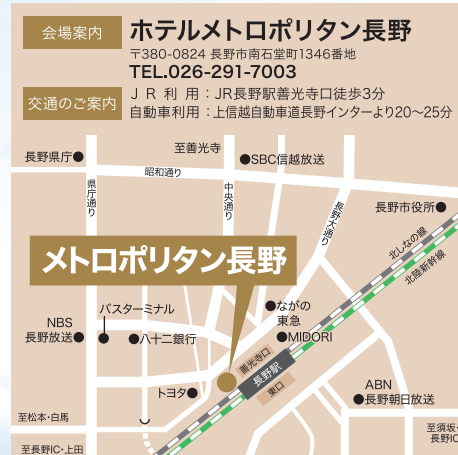 会場案内
ホテルメトロポリタン長野
〒380-0824 長野市南石堂町1346番地
TEL.026-291-7003
交通のご案内
ＪＲ利用：JR長野駅善光寺口徒歩3分
自動車利用：上信越自動車道長野インターより20〜25分
長野県庁
至善光寺
SBC信越放送
昭和通り
県庁通り
中央通り
長野大通り
長野市役所
北しなの線
北陸新幹線
メトロポリタン長野
バスターミナル
NBS
長野放送
八十二銀行
ながの
東急
MIDORI
善光寺口
長野駅
東口
トヨタ
ABN
長野朝日放送
至松本・白馬
至長野IC・上田
至須坂・
長野IC